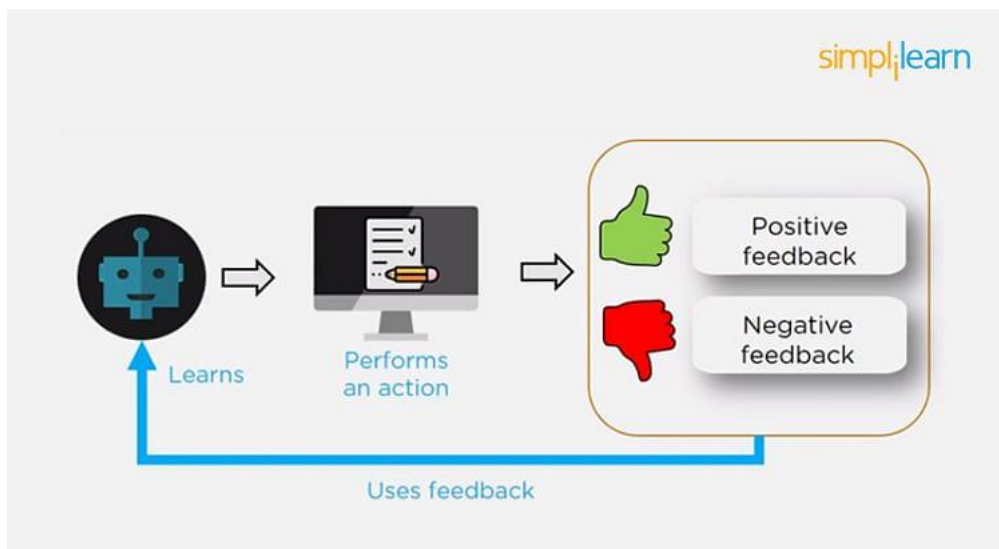 simplilearn
Positive
feedback
Negative
feedback
Learns
Performs
an action
Uses feedback